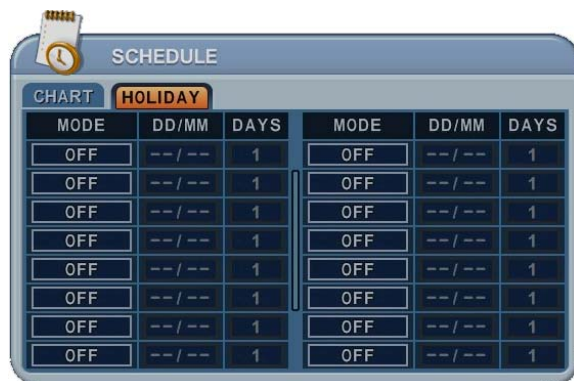 SCHEDULE
CHART HOLIDAY
MODE DD/MM DAYS MODE DD/MM DAYS
OFF --/-- 1 OFF --/-- 1
OFF --/-- 1 OFF --/-- 1
OFF --/-- 1 OFF --/-- 1
OFF --/-- 1 OFF --/-- 1
OFF --/-- 1 OFF --/-- 1
OFF --/-- 1 OFF --/-- 1
OFF --/-- 1 OFF --/-- 1
OFF --/-- 1 OFF --/-- 1